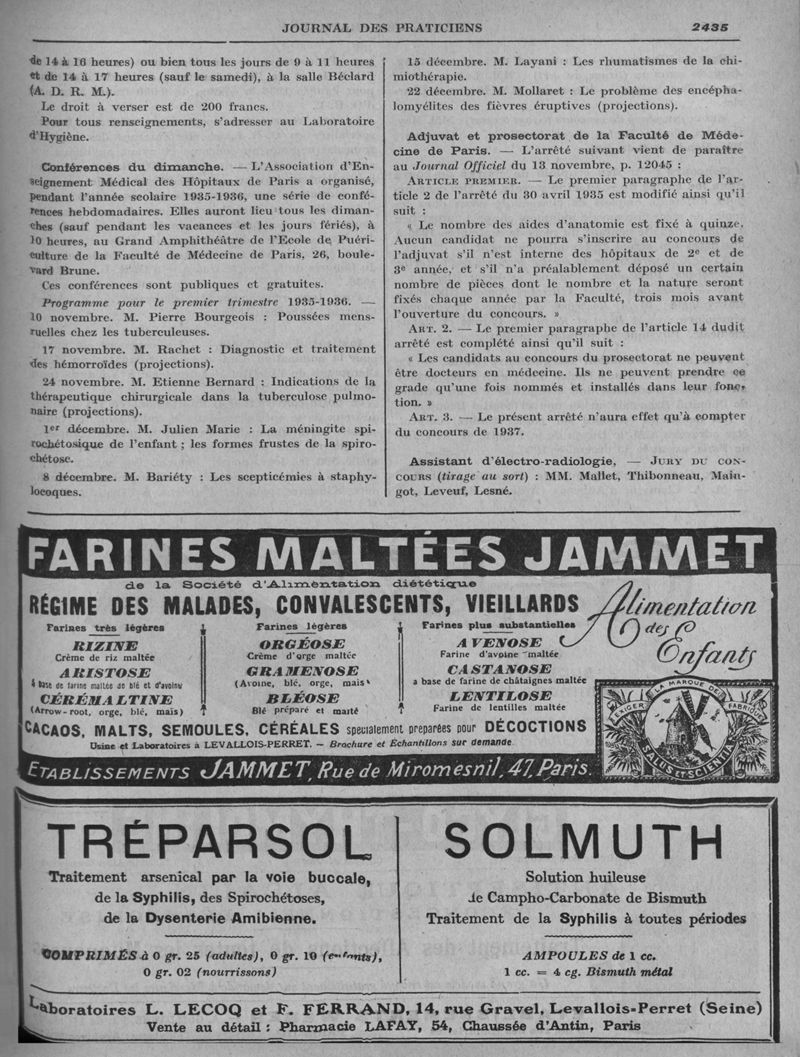 JOURNAL DES PRATICIENS
2435
de 14 à 16 heures) ou bien tous les jours de 9 à 11 heures
et de 14 à 17 heures (sauf le samedi), à la salle Béclard
(A. D. R. M.).
Le droit à verser est de 200 francs.
Pour tous renseignements, s'adresser au Laboratoire
d'Hygiène.
Conférences du dimanche. — L'Association d'En-
seignement Médical des Hôpitaux de Paris a organisé,
pendant l'année scolaire 1935-1936, une série de confé-
rences hebdomadaires. Elles auront lieu tous les diman-
ches (sauf pendant les vacances et les jours fériés), à
10 heures, au Grand Amphithéâtre de l'Ecole de Puéri-
culture de la Faculté de Médecine de Paris, 26, boule-
vard Brune.
Ces conférences sont publiques et gratuites.
Programme pour le premier trimestre 1935-1936. —
10 novembre. M. Pierre Bourgeois : Poussées mens-
ruelles chez les tuberculeuses.
17 novembre. M. Rachet : Diagnostic et traitement
des hémorroïdes (projections).
24 novembre. M. Etienne Bernard : Indications de la
thérapeutique chirurgicale dans la tuberculose pulmo-
naire (projections).
1er décembre. M. Julien Marie : La méningite spi-
rochétosique de l'enfant ; les formes frustes de la spiro-
chétose.
8 décembre. M. Bariéty : Les scepticémies à staphy-
locoques.
15 décembre. M. Layani : Les rhumatismes de la chi-
miothérapie.
22 décembre. M. Mollaret : Le problème des encépha-
lomyélites des fièvres éruptives (projections).
Adjuvat et prosectorat de la Faculté de Méde-
cine de Paris. — L'arrêté suivant vient de paraître
au Journal Officiel du 13 novembre, p. 12045 :
ARTICLE PREMIER. — Le premier paragraphe de l'ar-
ticle 2 de l'arrêté du 30 avril 1935 est modifié ainsi qu'il
suit :
« Le nombre des aides d'anatomie est fixé à quinze.
Aucun candidat ne pourra s'inscrire au concours de
l'adjuvat s'il n'est interne des hôpitaux de 2e et de
3e année, et s'il n'a préalablement déposé un certain
nombre de pièces dont le nombre et la nature seront
fixés chaque année par la Faculté, trois mois avant
l'ouverture du concours. »
ART. 2. — Le premier paragraphe de l'article 14 dudit
arrêté est complété ainsi qu'il suit :
« Les candidats au concours du prosectorat ne peuvent
être docteurs en médecine. Ils ne peuvent prendre ce
grade qu'une fois nommés et installés dans leur fonc-
tion. »
ART. 3. — Le présent arrêté n'aura effet qu'à compter
du concours de 1937.
Assistant d'électro-radiologie, — JURY DU CON-
COURS (tirage au sort) : MM. Mallet, Thibonneau, Main-
got, Leveuf, Lesné.
FARINES MALTÉES JAMMET
de la Société d'Alimentation diététique
RÉGIME DES MALADES, CONVALESCENTS, VIEILLARDS
Alimentation
des
Enfants
Farines très légères
RIZINE
Crème de riz maltée
ARISTOSE
à base de farine maltée de blé et d'avoine
CÉRÉMALTINE
(Arrow-root, orge, blé, maïs)
Farines légères
ORGÉOSE
Crème d'orge maltée
GRAMENOSE
(Avoine, blé, orge, maïs)
BLÉOSE
Blé préparé et malté
Farines plus substantielles
AVENOSE
Farine d'avoine maltée
CASTANOSE
a base de farine de châtaignes maltée
LENTILOSE
Farine de lentilles maltée
CACAOS, MALTS, SEMOULES, CÉRÉALES specialement preparées pour DÉCOCTIONS
Usine et Laboratoires à LEVALLOIS-PERRET. — Brochure et Échantillons sur demande
ÉTABLISSEMENTS JAMMET, Rue de Miromesnil, 47, Paris.
EXIGER LA MARQUE DE FABRIQUE
SALUS ET SCIENTIA
TRÉPARSOL
Traitement arsenical par la voie buccale,
de la Syphilis, des Spirochétoses,
de la Dysenterie Amibienne.
COMPRIMÉS à 0 gr. 25 (adultes), 0 gr. 10 (enfants),
0 gr. 02 (nourrissons)
SOLMUTH
Solution huileuse
de Campho-Carbonate de Bismuth
Traitement de la Syphilis à toutes périodes
AMPOULES de 1 cc.
1 cc. = 4 cg. Bismuth métal
Laboratoires L. LECOQ et F. FERRAND, 14, rue Gravel, Levallois-Perret (Seine)
Vente au détail : Pharmacie LAFAY, 54, Chaussée d'Antin, Paris